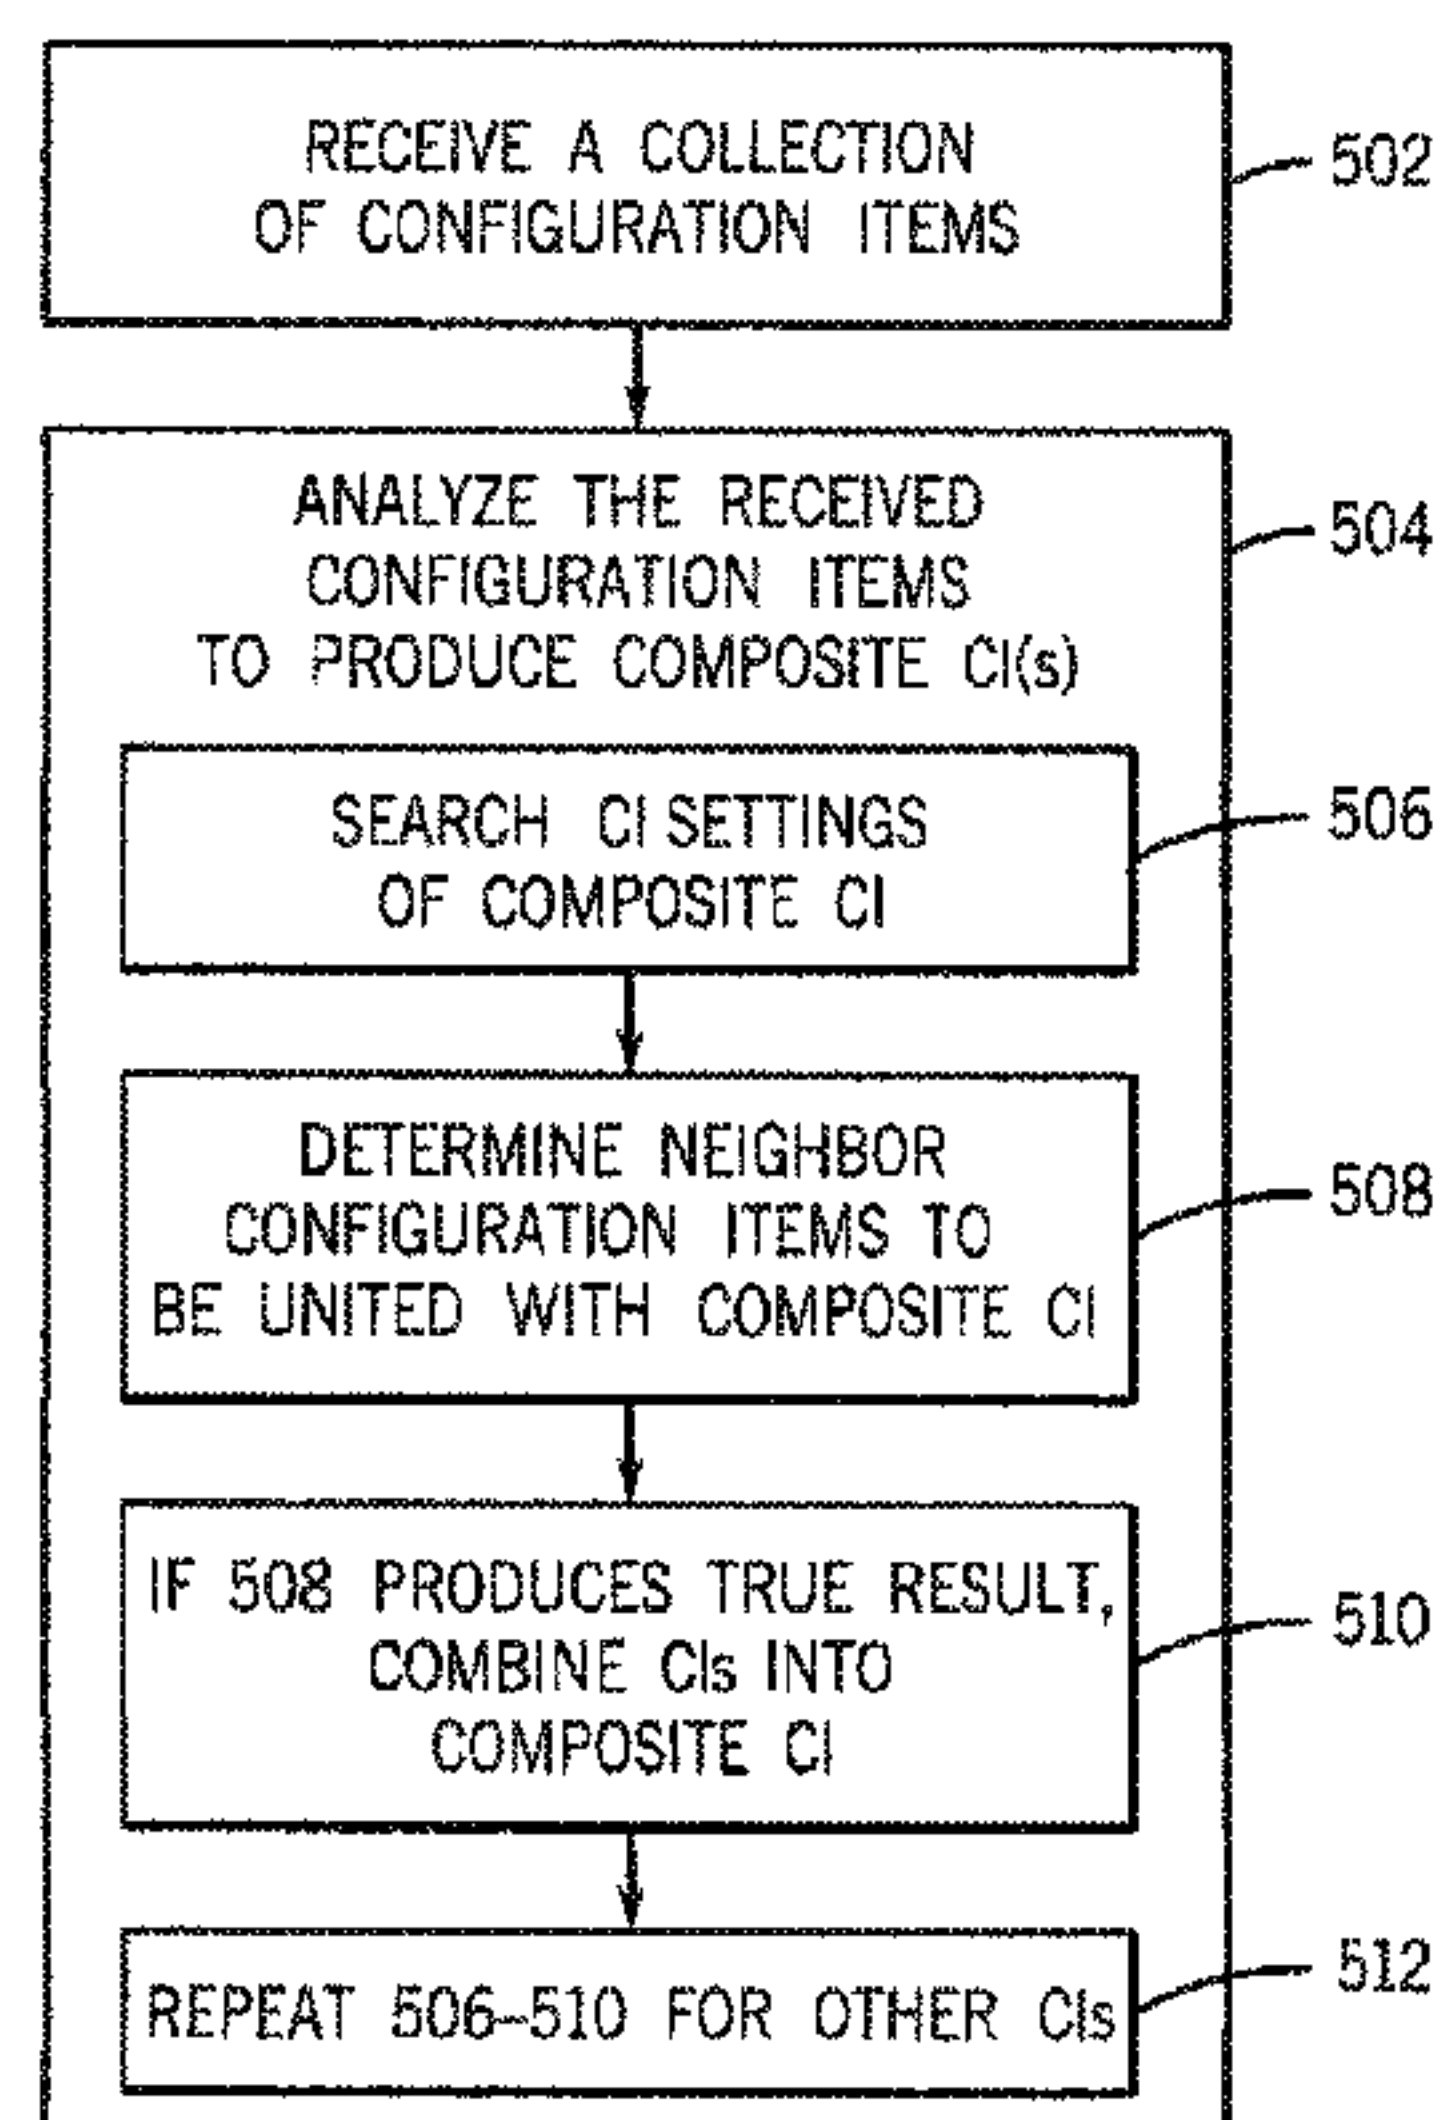 RECEIVE A COLLECTION
OF CONFIGURATION ITEMS
502
ANALYZE THE RECEIVED
CONFIGURATION ITEMS
TO PRODUCE COMPOSITE CI(s)
504
SEARCH CI SETTINGS
OF COMPOSITE CI
506
DETERMINE NEIGHBOR
CONFIGURATION ITEMS TO
BE UNITED WITH COMPOSITE CI
508
IF 508 PRODUCES TRUE RESULT,
COMBINE CIs INTO
COMPOSITE CI
510
REPEAT 506–510 FOR OTHER CIs
512